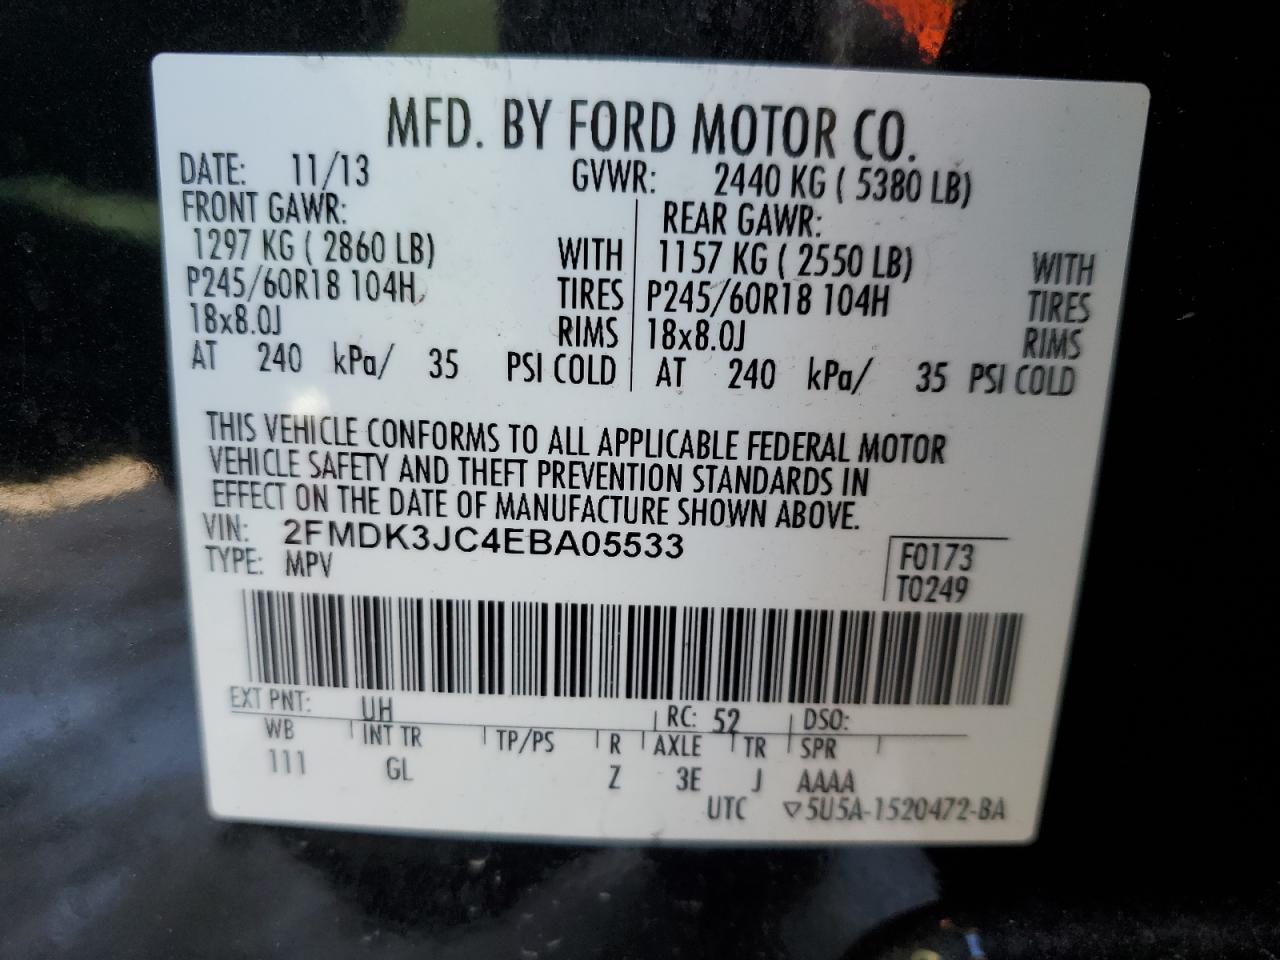 MFD. BY FORD MOTOR CO.
DATE: 11/13 GVWR: 2440 KG ( 5380 LB)
FRONT GAWR: REAR GAWR:
1297 KG ( 2860 LB) WITH 1157 KG ( 2550 LB) WITH
P245/60R18 104H TIRES P245/60R18 104H TIRES
18x8.0J RIMS 18x8.0J RIMS
AT 240 kPa/ 35 PSI COLD AT 240 kPa/ 35 PSI COLD
THIS VEHICLE CONFORMS TO ALL APPLICABLE FEDERAL MOTOR
VEHICLE SAFETY AND THEFT PREVENTION STANDARDS IN
EFFECT ON THE DATE OF MANUFACTURE SHOWN ABOVE.
VIN: 2FMDK3JC4EBA05533
TYPE: MPV F0173
T0249
EXT PNT: UH RC: 52 DSO:
WB INT TR TP/PS R AXLE TR SPR
111 GL Z 3E J AAAA
UTC ▽5U5A-1520472-BA